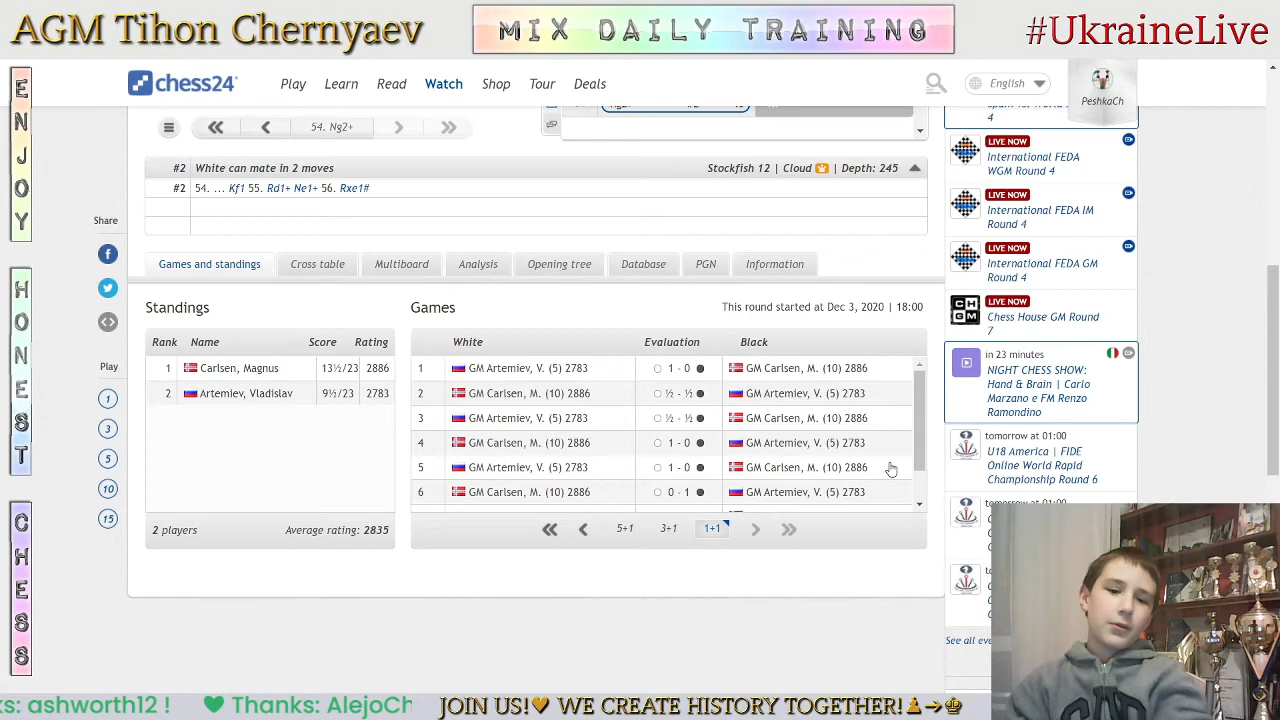 AGM Tihon Chernyaev
MIX DAILY TRAINING
#UkraineLive
ENJOY
HONEST
CHESS
chess24
Play Learn Read Watch Shop Tour Deals
English
PeshkaCh
54. Ng2+
4
#2 White can mate in 2 moves Stockfish 12 | Cloud | Depth: 245
#2 54. ... Kf1 55. Rd1+ Ne1+ 56. Rxe1#
Share
Games and standings Multiboard Analysis Opening tree Database Information
Standings
Rank Name Score Rating
1 Carlsen, Magnus 13½/23 2886
2 Artemiev, Vladislav 9½/23 2783
2 players Average rating: 2835
Games This round started at Dec 3, 2020 | 18:00
White Evaluation Black
1 GM Artemiev, V. (5) 2783 1 - 0 GM Carlsen, M. (10) 2886
2 GM Carlsen, M. (10) 2886 ½ - ½ GM Artemiev, V. (5) 2783
3 GM Artemiev, V. (5) 2783 ½ - ½ GM Carlsen, M. (10) 2886
4 GM Carlsen, M. (10) 2886 1 - 0 GM Artemiev, V. (5) 2783
5 GM Artemiev, V. (5) 2783 1 - 0 GM Carlsen, M. (10) 2886
6 GM Carlsen, M. (10) 2886 0 - 1 GM Artemiev, V. (5) 2783
5+1 3+1 1+1
Play
1
3
5
10
15
LIVE NOW
International FEDA
WGM Round 4
LIVE NOW
International FEDA IM
Round 4
LIVE NOW
International FEDA GM
Round 4
LIVE NOW
Chess House GM Round
7
in 23 minutes
NIGHT CHESS SHOW:
Hand & Brain | Carlo
Marzano e FM Renzo
Ramondino
tomorrow at 01:00
U18 America | FIDE
Online World Rapid
Championship Round 6
See all eve
ks: ashworth12 ! Thanks: AlejoCh
JOIN US! WE CREATE HISTORY TOGETHER!